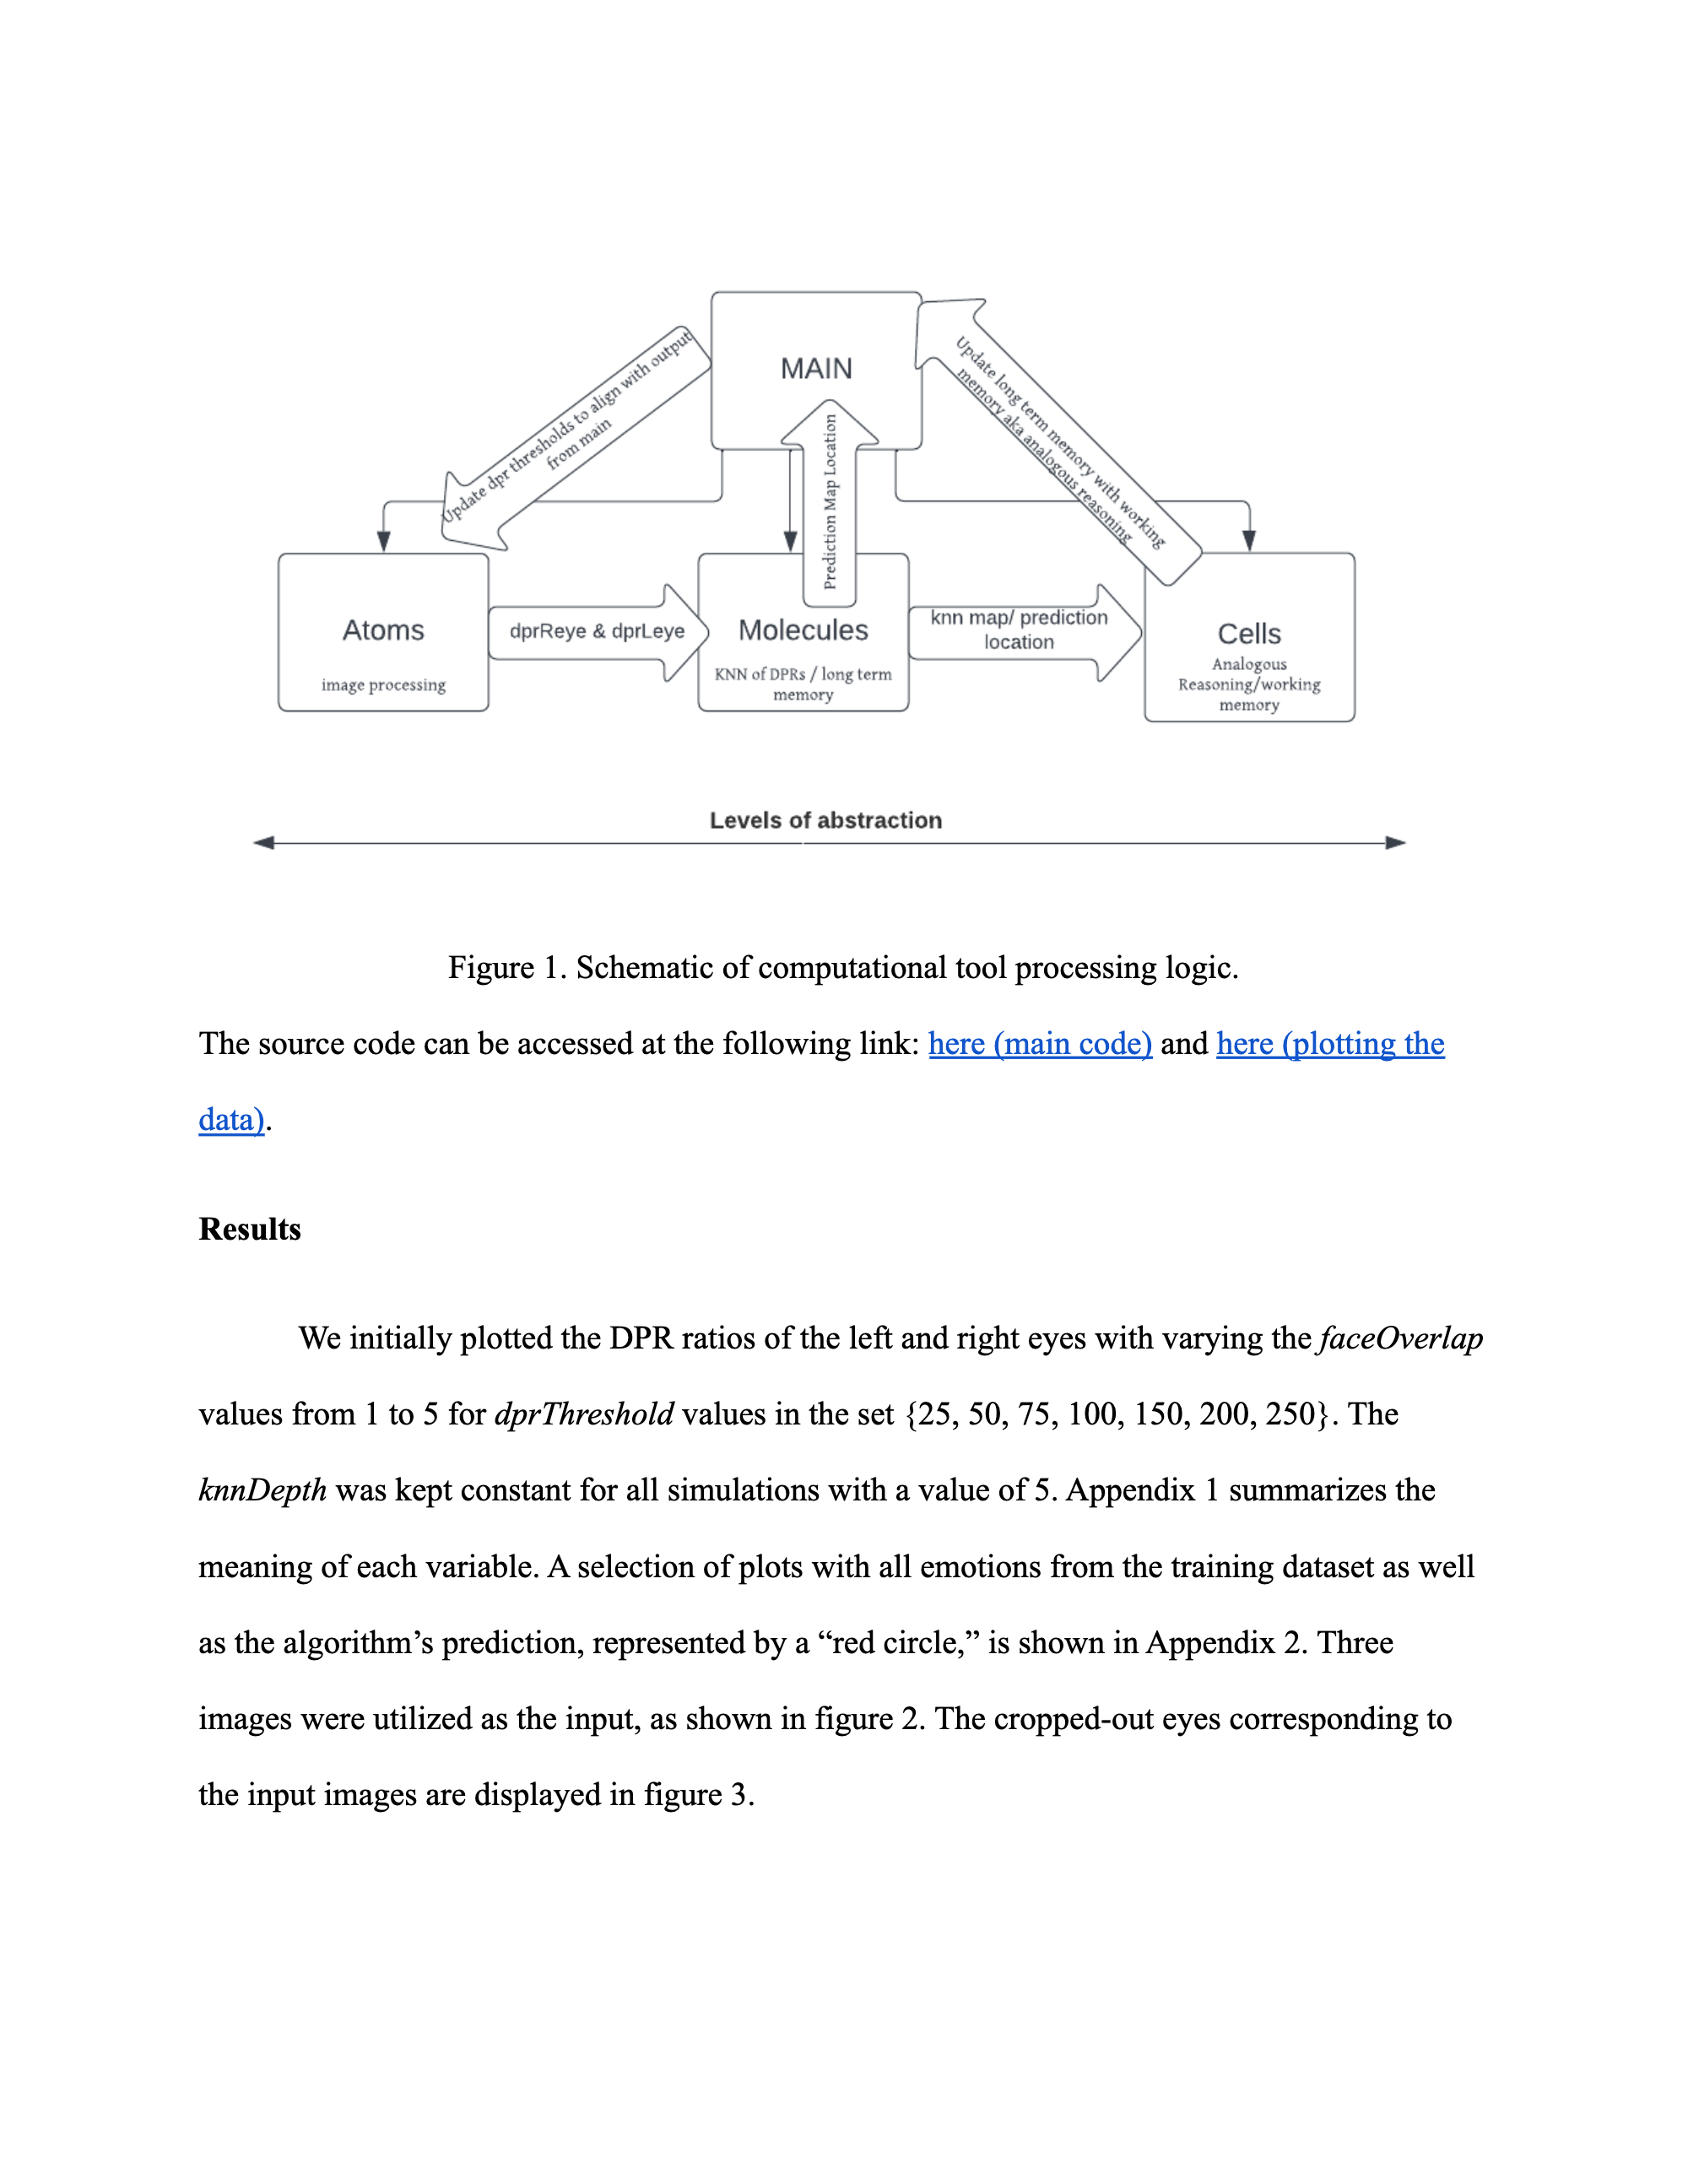 MAIN
Update dpr thresholds to align with output
from main
Prediction Map Location
Update long term memory with working
memory aka analogous reasoning
Atoms
image processing
dprReye & dprLeye
Molecules
KNN of DPRs / long term
memory
knn map/ prediction
location
Cells
Analogous
Reasoning/working
memory
Levels of abstraction
Figure 1. Schematic of computational tool processing logic.
The source code can be accessed at the following link: here (main code) and here (plotting the
data).
Results
We initially plotted the DPR ratios of the left and right eyes with varying the faceOverlap
values from 1 to 5 for dprThreshold values in the set {25, 50, 75, 100, 150, 200, 250}. The
knnDepth was kept constant for all simulations with a value of 5. Appendix 1 summarizes the
meaning of each variable. A selection of plots with all emotions from the training dataset as well
as the algorithm’s prediction, represented by a “red circle,” is shown in Appendix 2. Three
images were utilized as the input, as shown in figure 2. The cropped-out eyes corresponding to
the input images are displayed in figure 3.